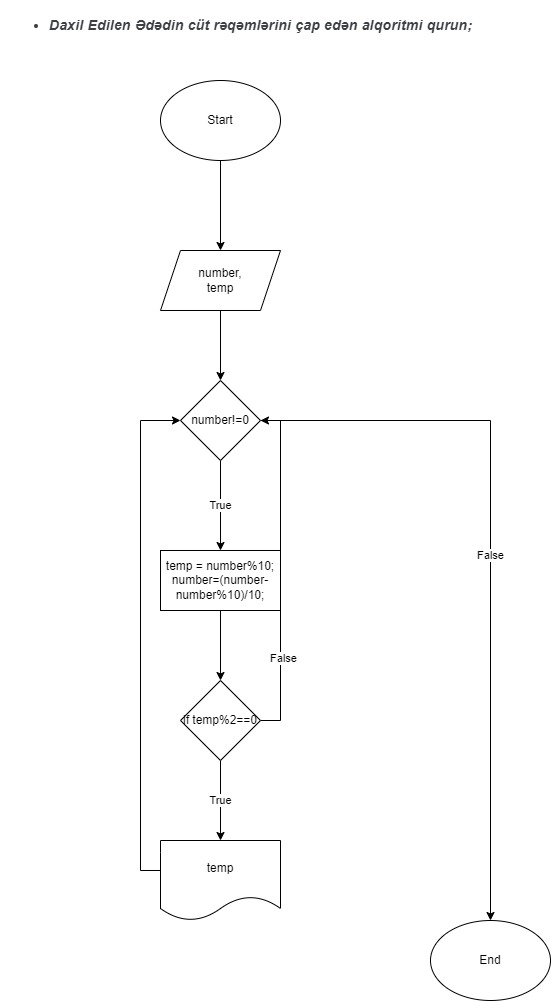 Daxil Edilen Ədədin cüt rəqəmlərini çap edən alqoritmi qurun;
Start
number,
temp
number!=0
True
temp = number%10;
number=(number-
number%10)/10;
False
False
if temp%2==0
True
temp
End